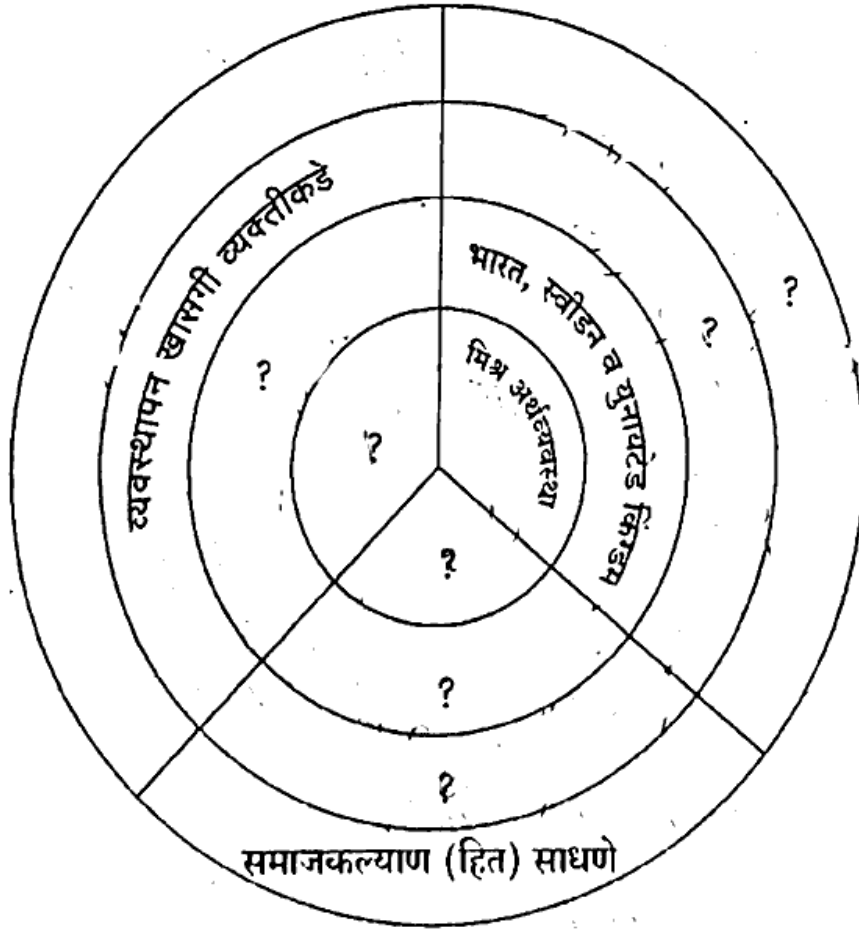 व्यवस्थापन खासगी व्यक्तीकडे
?
?
भारत, स्वीडन व युनायटेड किंग्डम
मिश्र अर्थव्यवस्था
?
?
?
?
?
समाजकल्याण (हित) साधणे